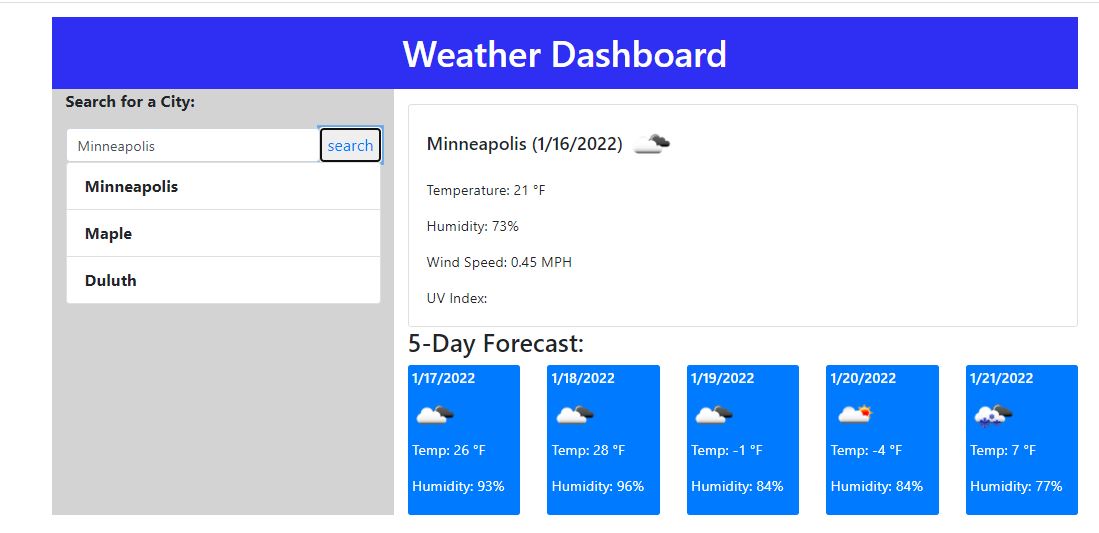 Weather Dashboard
Search for a City:
Minneapolis
search
Minneapolis
Maple
Duluth
Minneapolis (1/16/2022)
Temperature: 21 °F
Humidity: 73%
Wind Speed: 0.45 MPH
UV Index:
5-Day Forecast:
1/17/2022
Temp: 26 °F
Humidity: 93%
1/18/2022
Temp: 28 °F
Humidity: 96%
1/19/2022
Temp: -1 °F
Humidity: 84%
1/20/2022
Temp: -4 °F
Humidity: 84%
1/21/2022
Temp: 7 °F
Humidity: 77%